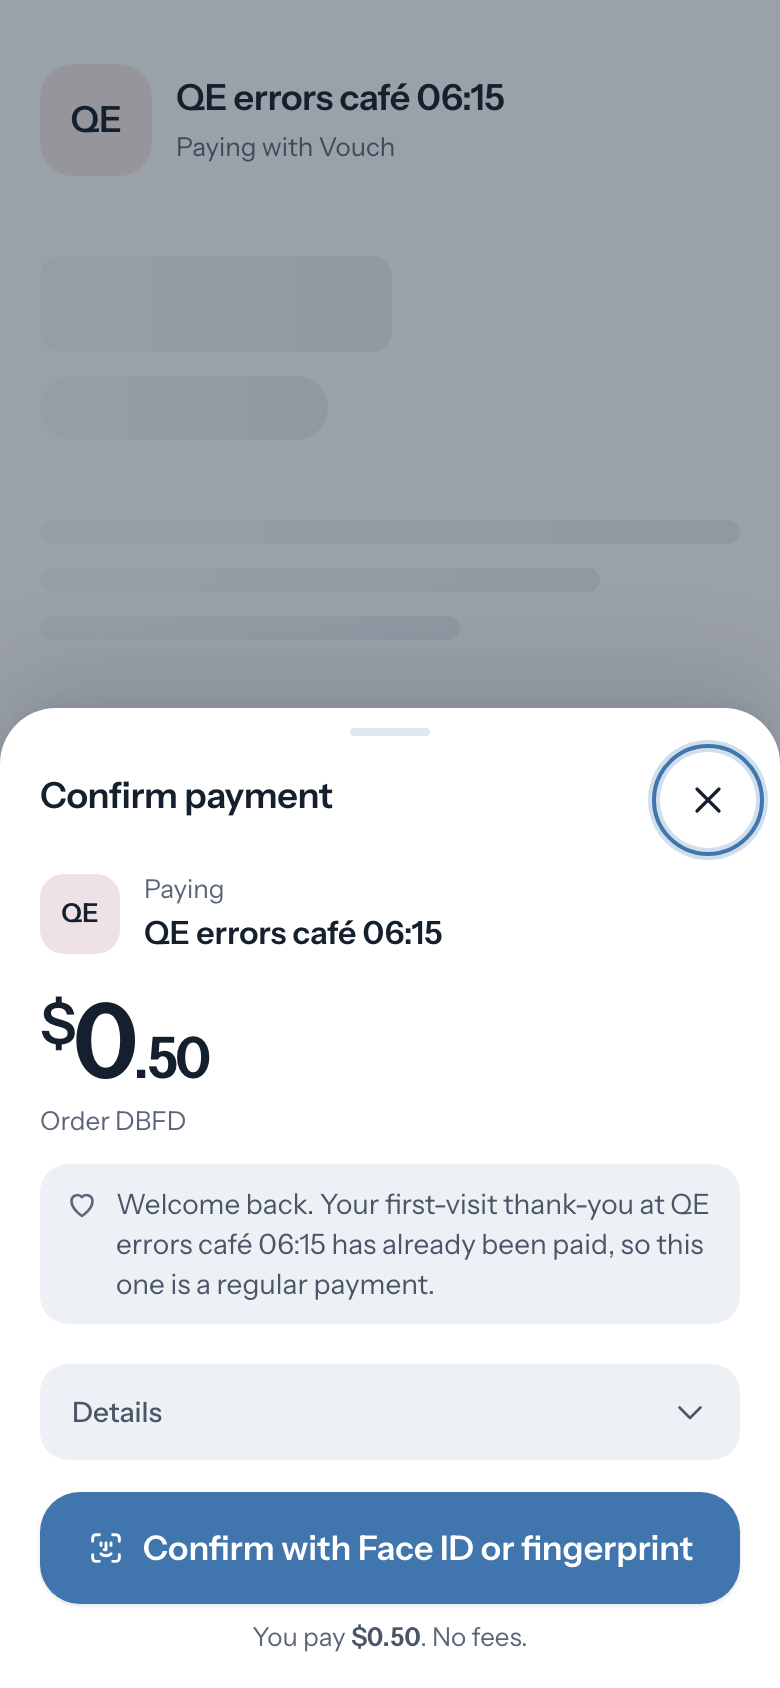 QE
QE errors café 06:15
Paying with Vouch
Confirm payment
QE
Paying
QE errors café 06:15
$0.50
Order DBFD
Welcome back. Your first-visit thank-you at QE
errors café 06:15 has already been paid, so this
one is a regular payment.
Details
Confirm with Face ID or fingerprint
You pay $0.50. No fees.